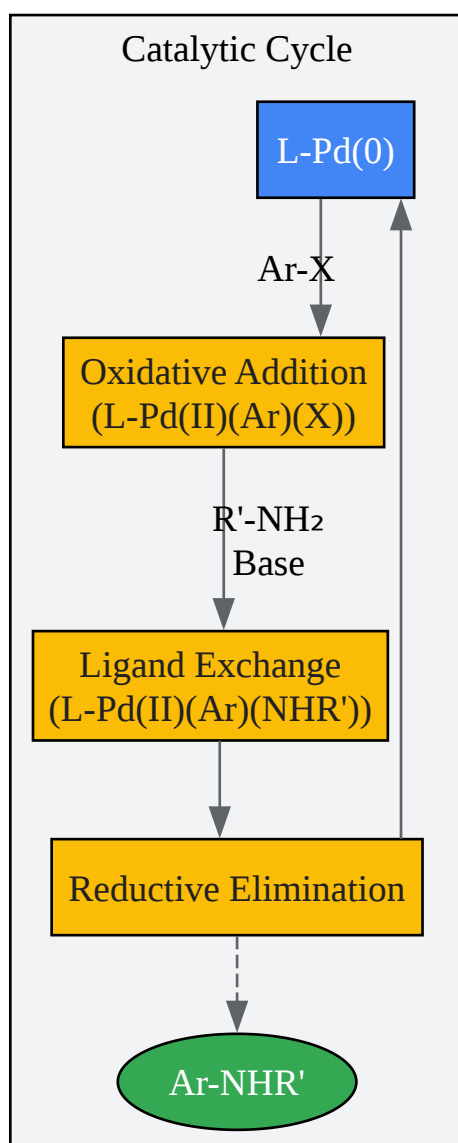 Catalytic Cycle
L-Pd(0)
Ar-X
Oxidative Addition
(L-Pd(II)(Ar)(X))
R'-NH₂
Base
Ligand Exchange
(L-Pd(II)(Ar)(NHR'))
Reductive Elimination
Ar-NHR'